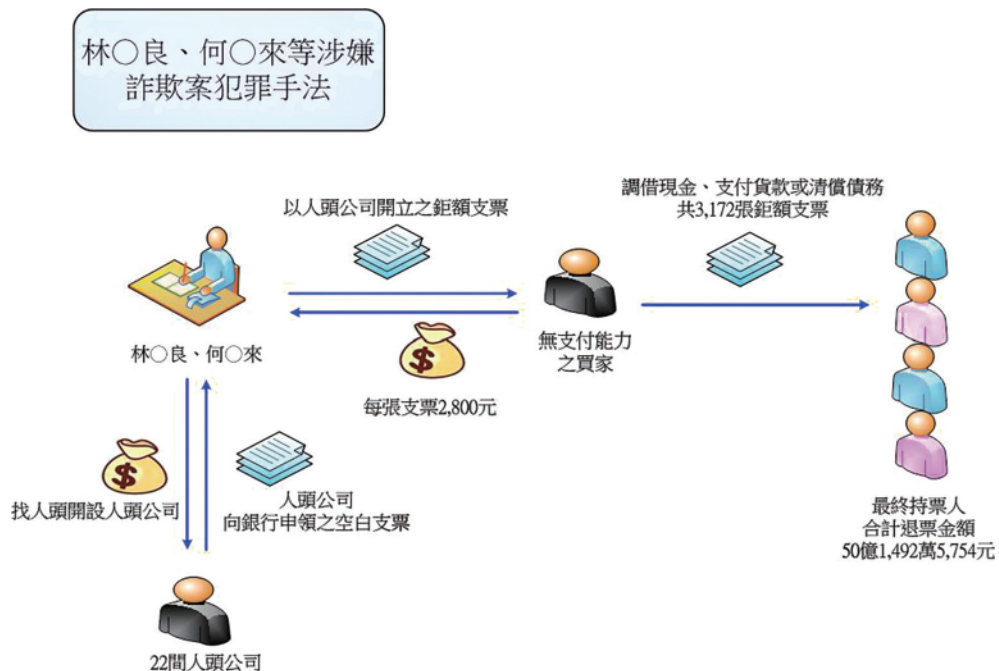 林○良、何○來等涉嫌
詐欺案犯罪手法
調借現金、支付貨款或清償債務
共3,172張鉅額支票
以人頭公司開立之鉅額支票
林○良、何○來
無支付能力
之買家
每張支票2,800元
找人頭開設人頭公司
人頭公司
向銀行申領之空白支票
最終持票人
合計退票金額
50億1,492萬5,754元
22間人頭公司